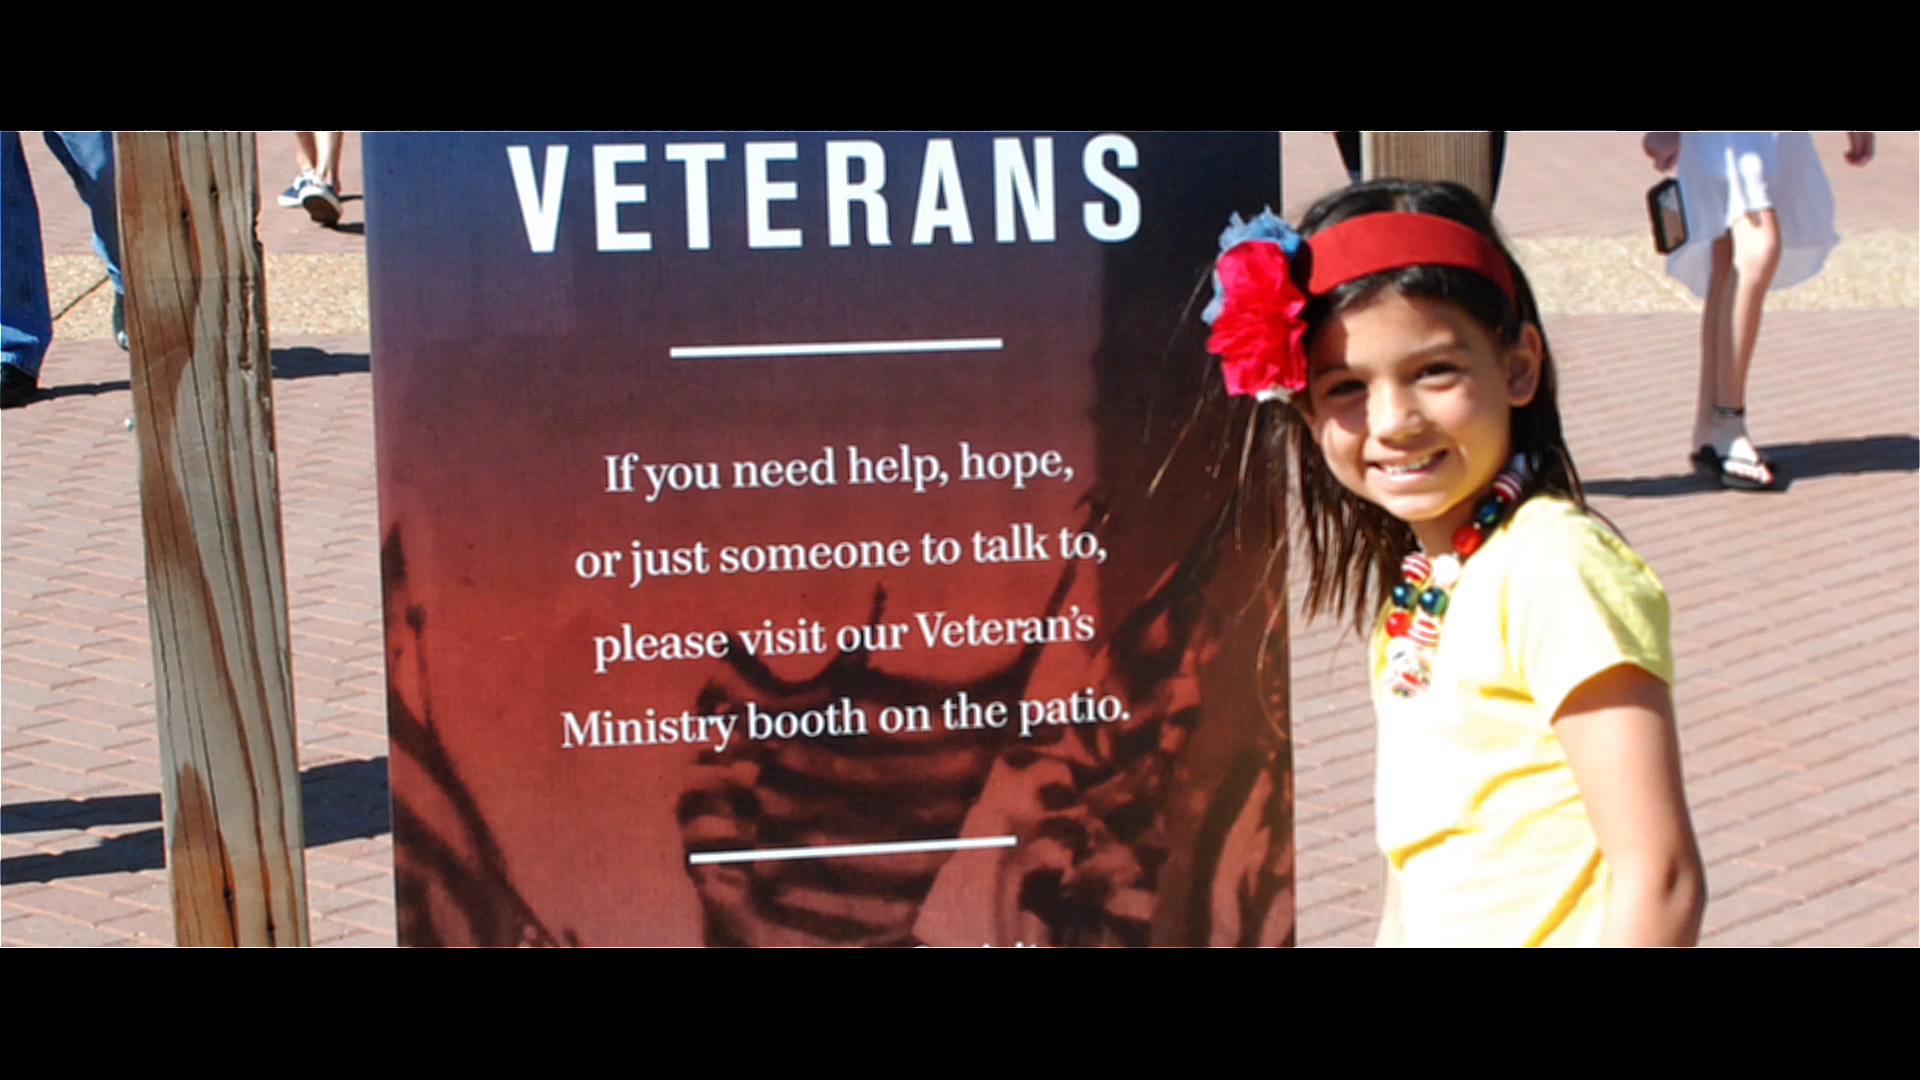 VETERANS
If you need help, hope,
or just someone to talk to,
please visit our Veteran's
Ministry booth on the patio.